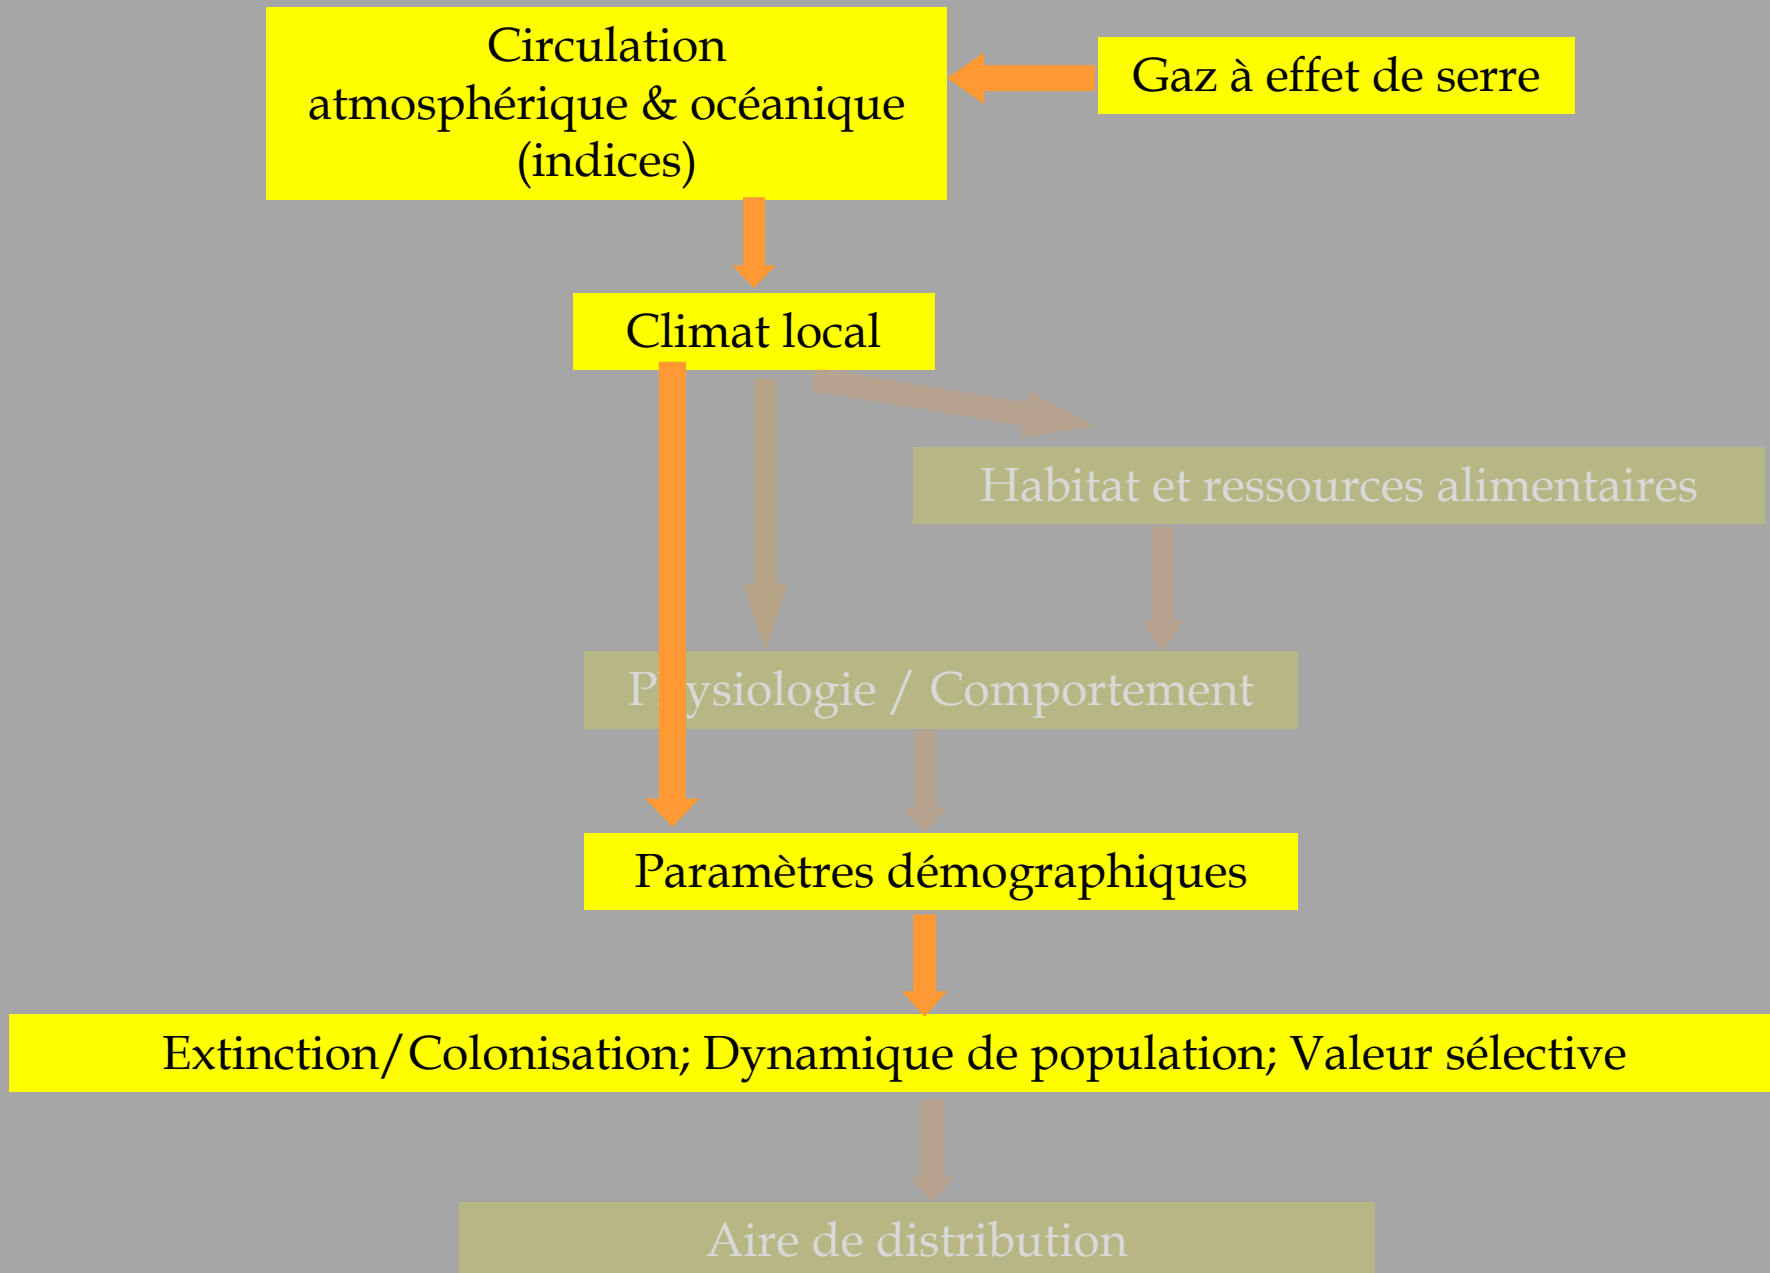 Circulation
atmosphérique & océanique
(indices)
Gaz à effet de serre
Climat local
Habitat et ressources alimentaires
Physiologie / Comportement
Paramètres démographiques
Extinction/Colonisation; Dynamique de population; Valeur sélective
Aire de distribution